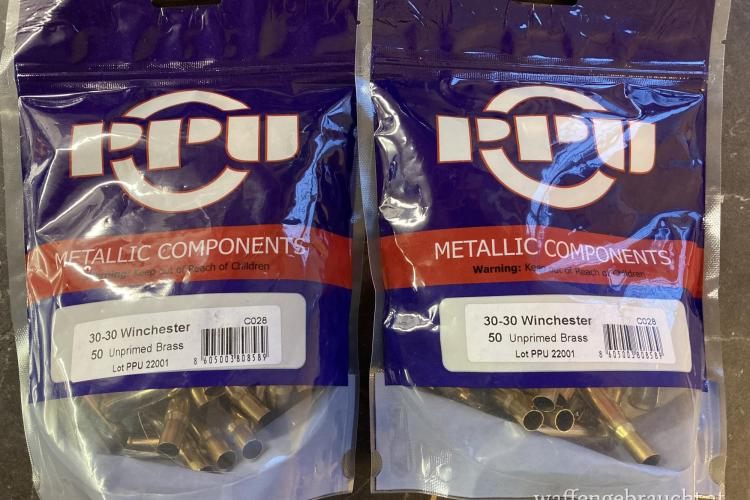 PPU
METALLIC COMPONENTS
Warning: Keep out of Reach of Children
30-30 Winchester
C028
50 Unprimed Brass
Lot PPU 22001
8 605003 808589
PPU
METALLIC COMPONENTS
Warning: Keep out of Reach of Children
30-30 Winchester
C028
50 Unprimed Brass
Lot PPU 22001
8 605003 808589
waffengebraucht.at